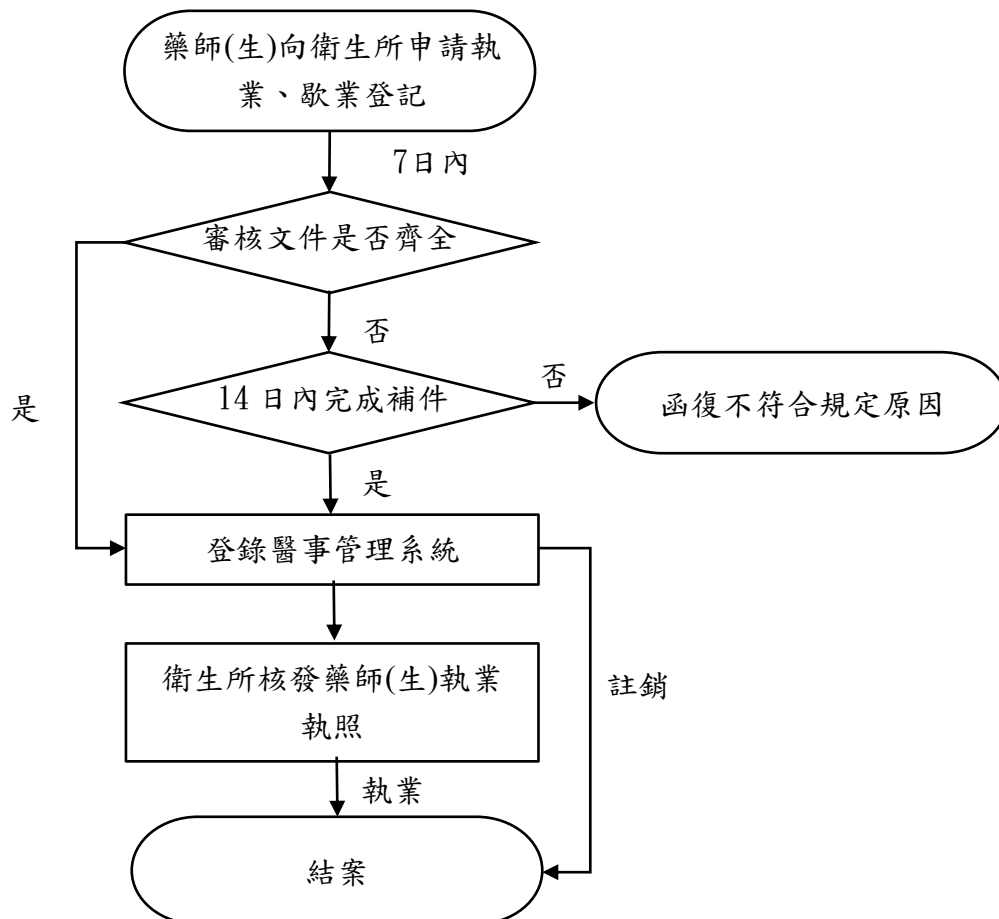 藥師(生)向衛生所申請執
業、歇業登記
7日內
審核文件是否齊全
否
是
14 日內完成補件
否
函復不符合規定原因
是
登錄醫事管理系統
衛生所核發藥師(生)執業
執照
註銷
執業
結案